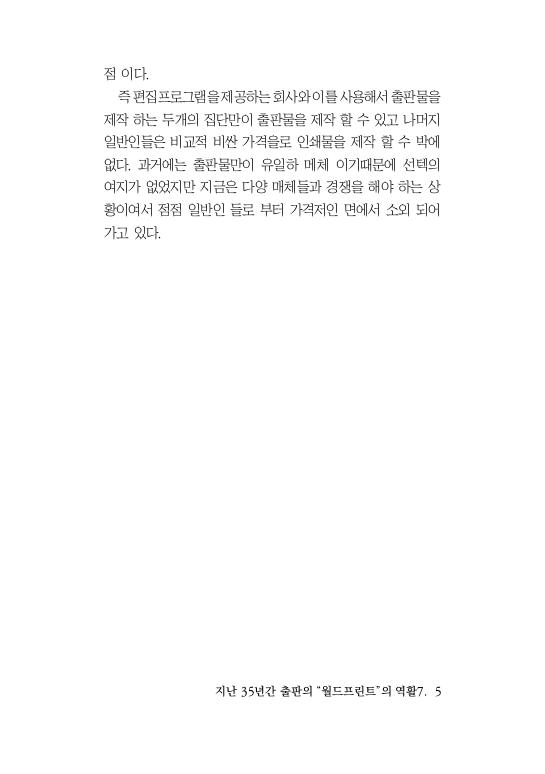 점 이다.
즉 편집프로그램을 제공하는 회사와 이를 사용해서 출판물을
제작 하는 두개의 집단만이 출판물을 제작 할 수 있고 나머지
일반인들은 비교적 비싼 가격을로 인쇄물을 제작 할 수 박에
없다. 과거에는 출판물만이 유일하 메체 이기때문에 선텍의
여지가 없었지만 지금은 다양 매체들과 경쟁을 해야 하는 상
황이여서 점점 일반인 들로 부터 가격저인 면에서 소외 되어
가고 있다.
지난 35년간 출판의 “월드프린트”의 역활7. 5